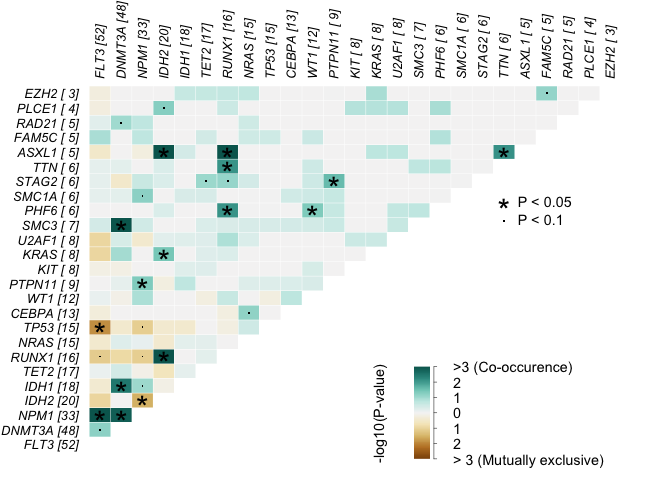 FLT3 [52]
DNMT3A [48]
NPM1 [33]
IDH2 [20]
IDH1 [18]
TET2 [17]
RUNX1 [16]
NRAS [15]
TP53 [15]
CEBPA [13]
WT1 [12]
PTPN11 [ 9]
KIT [ 8]
KRAS [ 8]
U2AF1 [ 8]
SMC3 [ 7]
PHF6 [ 6]
SMC1A [ 6]
STAG2 [ 6]
TTN [ 6]
ASXL1 [ 5]
FAM5C [ 5]
RAD21 [ 5]
PLCE1 [ 4]
EZH2 [ 3]
EZH2 [ 3]
PLCE1 [ 4]
RAD21 [ 5]
FAM5C [ 5]
ASXL1 [ 5]
TTN [ 6]
STAG2 [ 6]
SMC1A [ 6]
PHF6 [ 6]
SMC3 [ 7]
U2AF1 [ 8]
KRAS [ 8]
KIT [ 8]
PTPN11 [ 9]
WT1 [12]
CEBPA [13]
TP53 [15]
NRAS [15]
RUNX1 [16]
TET2 [17]
IDH1 [18]
IDH2 [20]
NPM1 [33]
DNMT3A [48]
FLT3 [52]
* P < 0.05
· P < 0.1
-log10(P-value)
>3 (Co-occurence)
2
1
0
1
2
> 3 (Mutually exclusive)